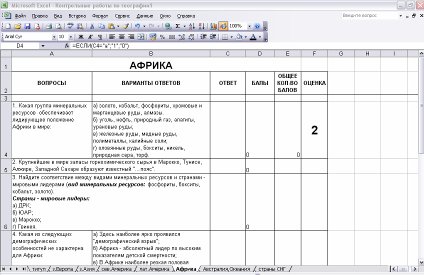 Microsoft Excel - Контрольные работы по географии1
Файл Правка Вид Вставка Формат Сервис Данные Окно Справка
Введите вопрос
Arial Cyr 10
D4 =ЕСЛИ(C4="а";"1";"0")
A B C D E F G H I
1 АФРИКА
2 ВОПРОСЫ ВАРИАНТЫ ОТВЕТОВ ОТВЕТ БАЛЫ ОБЩЕЕ КОЛ-ВО БАЛОВ ОЦЕНКА
3
1. Какая группа минеральных ресурсов обеспечивает лидирующее положение Африки в мире:
а) золото, кобальт, фосфориты, хромовые и марганцевые руды, алмазы.
б) уголь, нефть, природный газ, апатиты, урановые руды;
в) железные руды, медные руды, полиметаллы, калийные соли;
г) оловянные руды, бокситы, никель, природная сера, торф.
4 0 0 2
2. Крупнейшие в мире запасы горнохимического сырья в Марокко, Тунисе, Алжире, Западной Сахаре образуют известный "... пояс"
5 0
3. Найдите соответствие между видами минеральных ресурсов и странами - мировыми лидерами (вид минеральных ресурсов: фосфориты, бокситы, кобальт, золото).
Страны - мировые лидеры:
а) ДРК;
б) ЮАР;
в) Марокко;
г) Гвинея.
6 0
4. Какая из следующих демографических особенностей не характерна для Африки:
а) Здесь наиболее ярко проявился "демографический взрыв";
б) Африка - абсолютный лидер по высоким показателям детской смертности;
в) В Африке наиболее резкая половая
титул з.Европа з.Азия сев.Америка лат.Америка Африка Австралия,Океания страны СНГ